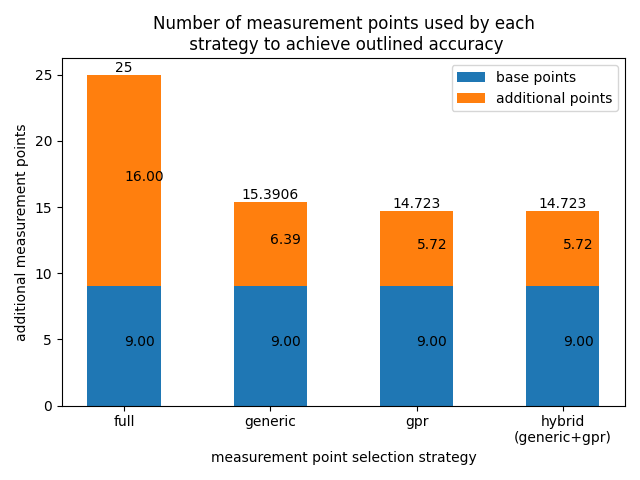 Number of measurement points used by each
strategy to achieve outlined accuracy
base points
additional points
additional measurement points
25
20
15
10
5
0
25
15.3906
14.723
14.723
16.00
6.39
5.72
5.72
9.00
9.00
9.00
9.00
full
generic
gpr
hybrid
(generic+gpr)
measurement point selection strategy